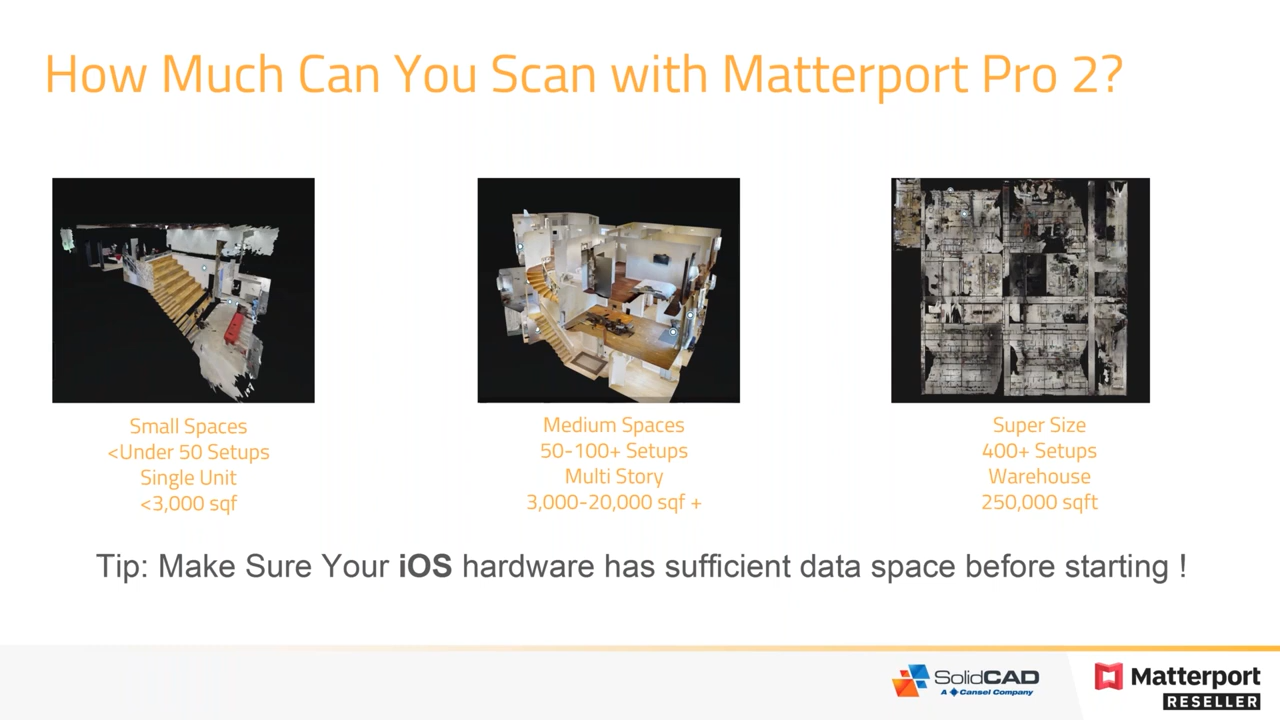 How Much Can You Scan with Matterport Pro 2?
Small Spaces
<Under 50 Setups
Single Unit
<3,000 sqf
Medium Spaces
50-100+ Setups
Multi Story
3,000-20,000 sqf +
Super Size
400+ Setups
Warehouse
250,000 sqft
Tip: Make Sure Your iOS hardware has sufficient data space before starting !
SolidCAD
A Cansel Company
Matterport
RESELLER